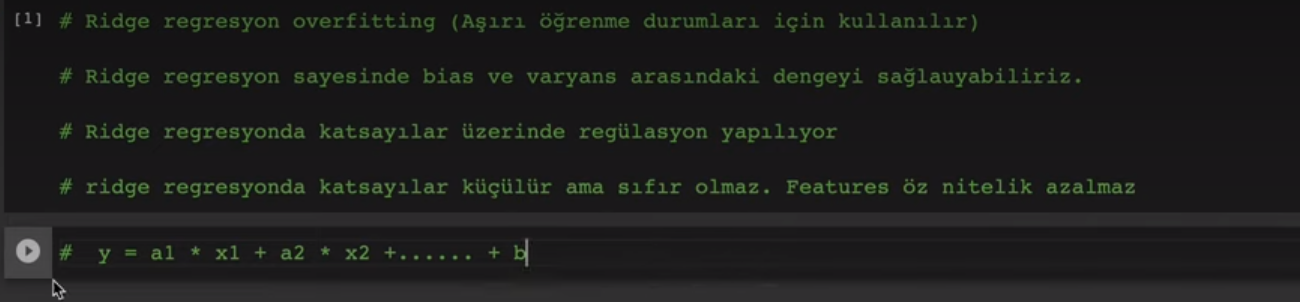 [1] # Ridge regresyon overfitting (Aşırı öğrenme durumları için kullanılır)
# Ridge regresyon sayesinde bias ve varyans arasındaki dengeyi sağlauyabiliriz.
# Ridge regresyonda katsayılar üzerinde regülasyon yapılıyor
# ridge regresyonda katsayılar küçülür ama sıfır olmaz. Features öz nitelik azalmaz
# y = a1 * x1 + a2 * x2 +...... + b